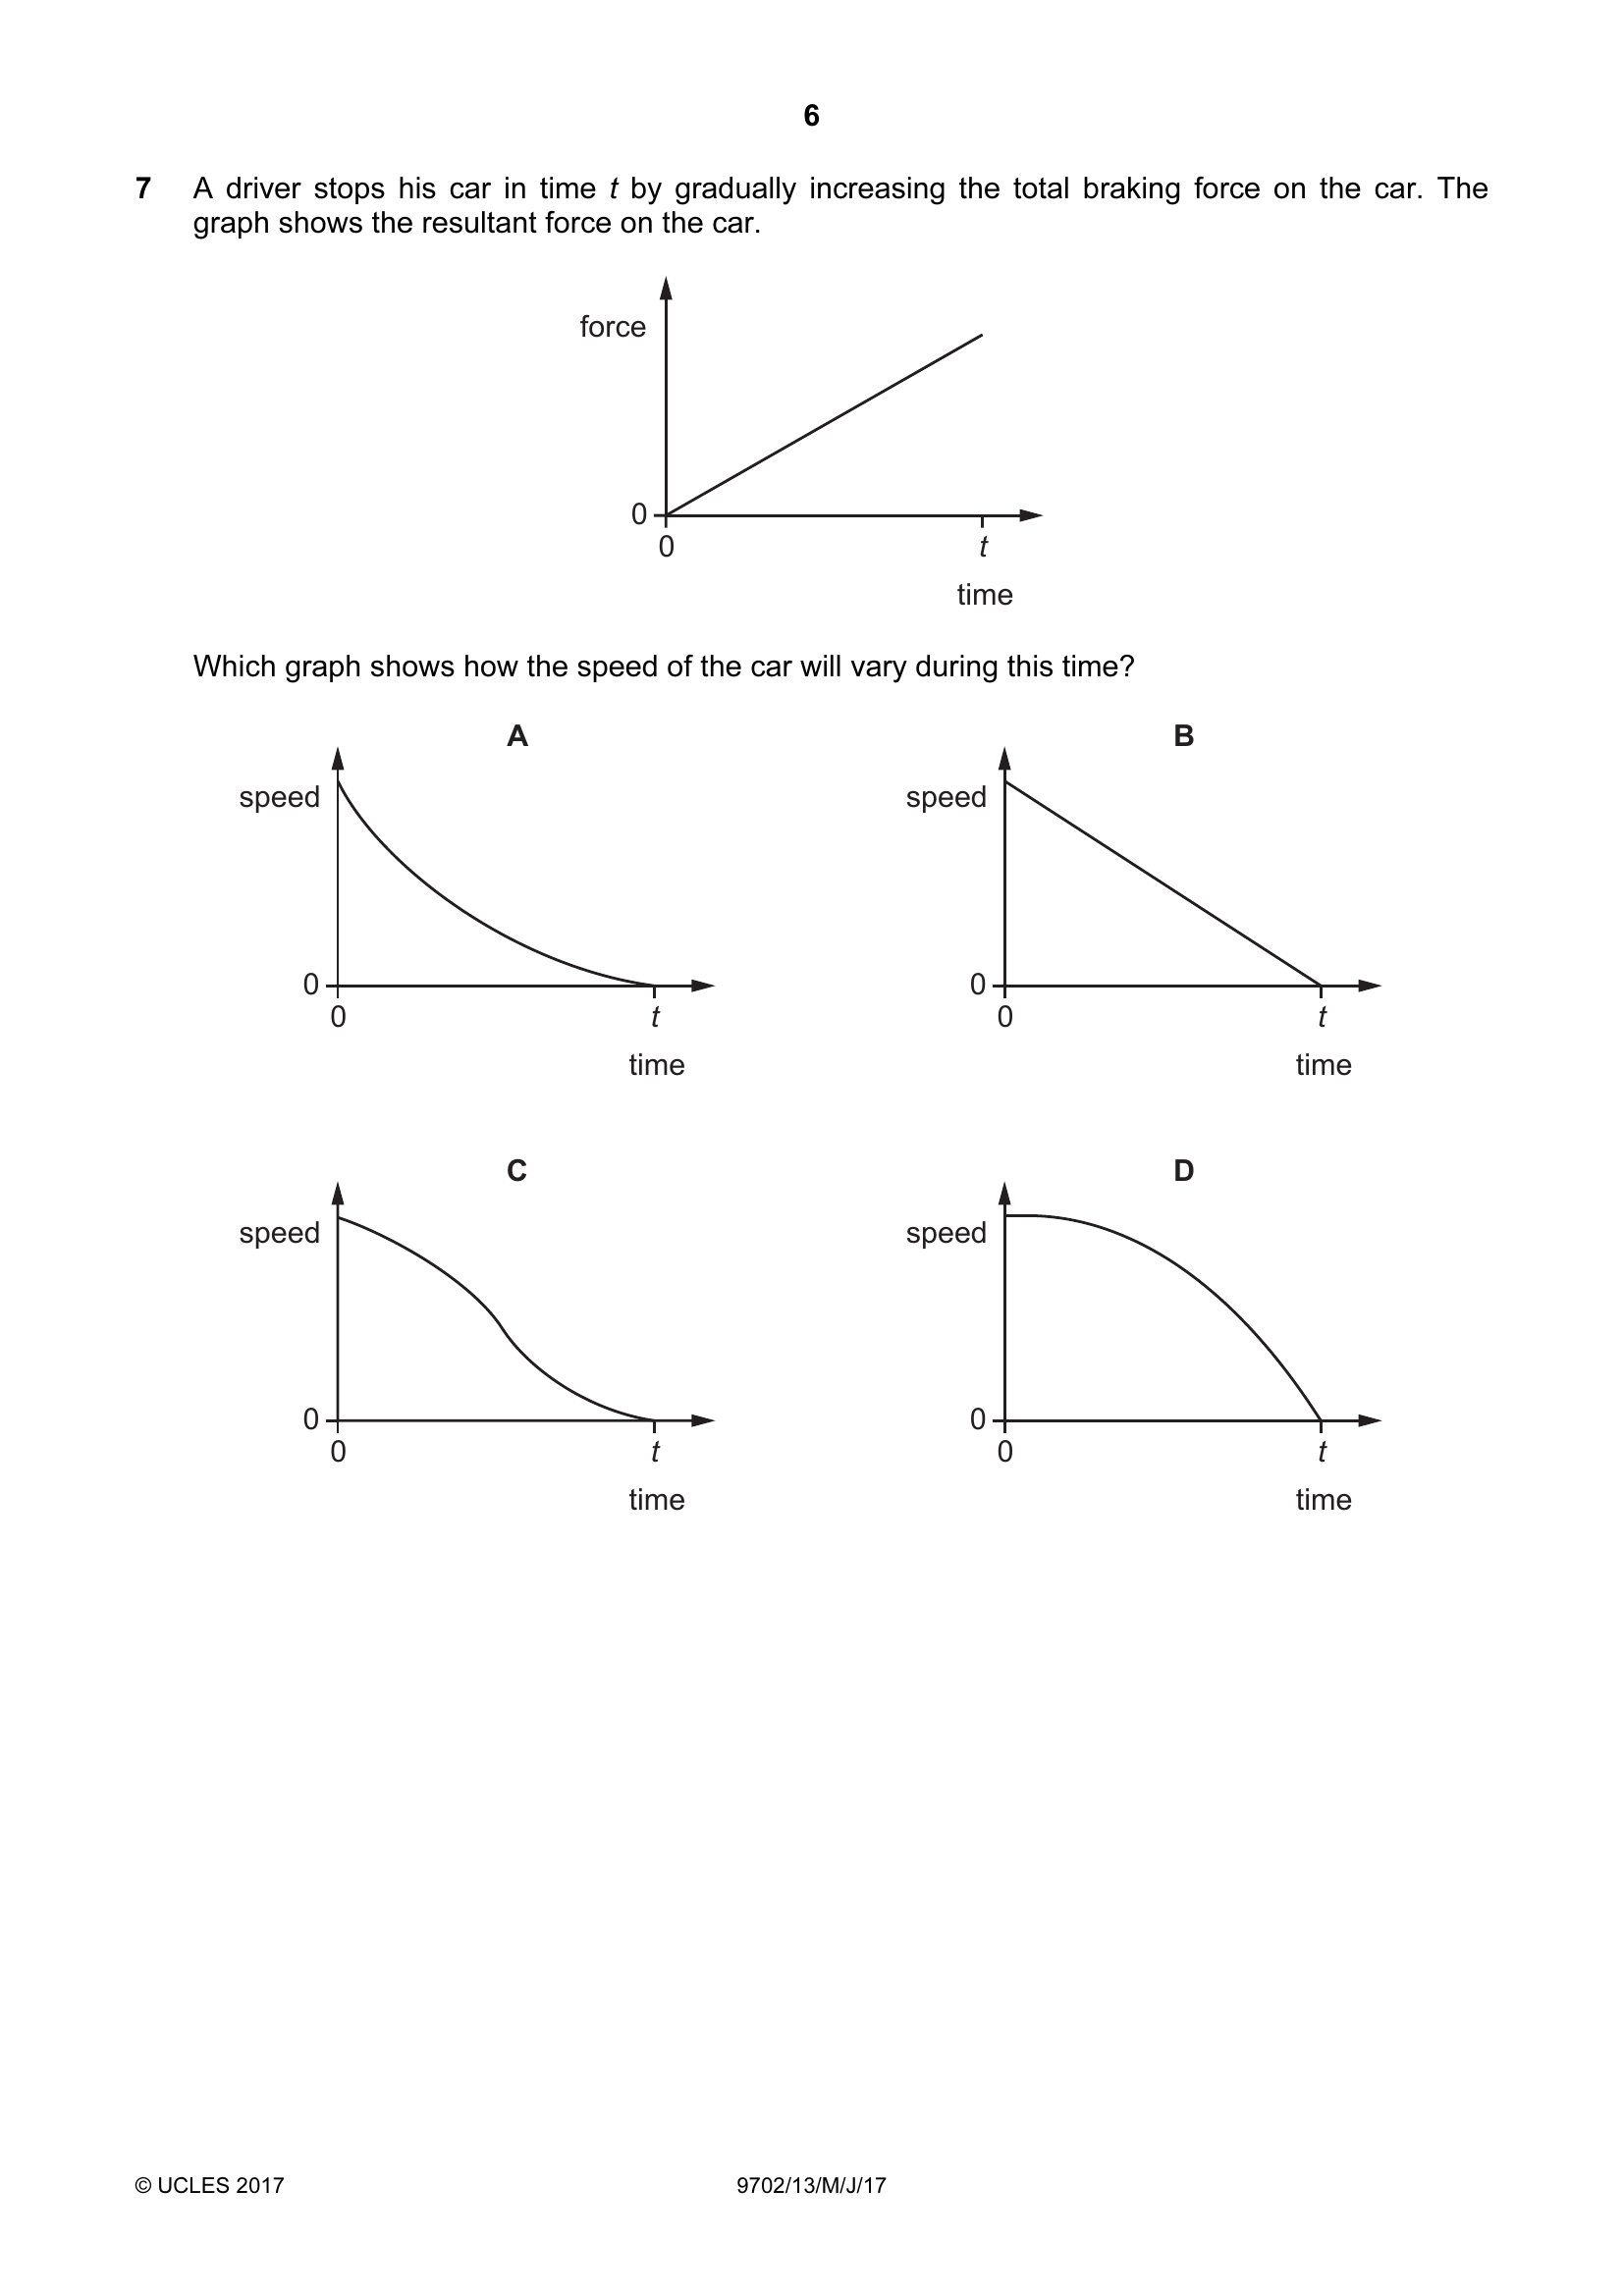 6
7 A driver stops his car in time t by gradually increasing the total braking force on the car. The
graph shows the resultant force on the car.
force
0
0 t
time
Which graph shows how the speed of the car will vary during this time?
A
speed
0
0 t
time
B
speed
0
0 t
time
C
speed
0
0 t
time
D
speed
0
0 t
time
© UCLES 2017 9702/13/M/J/17